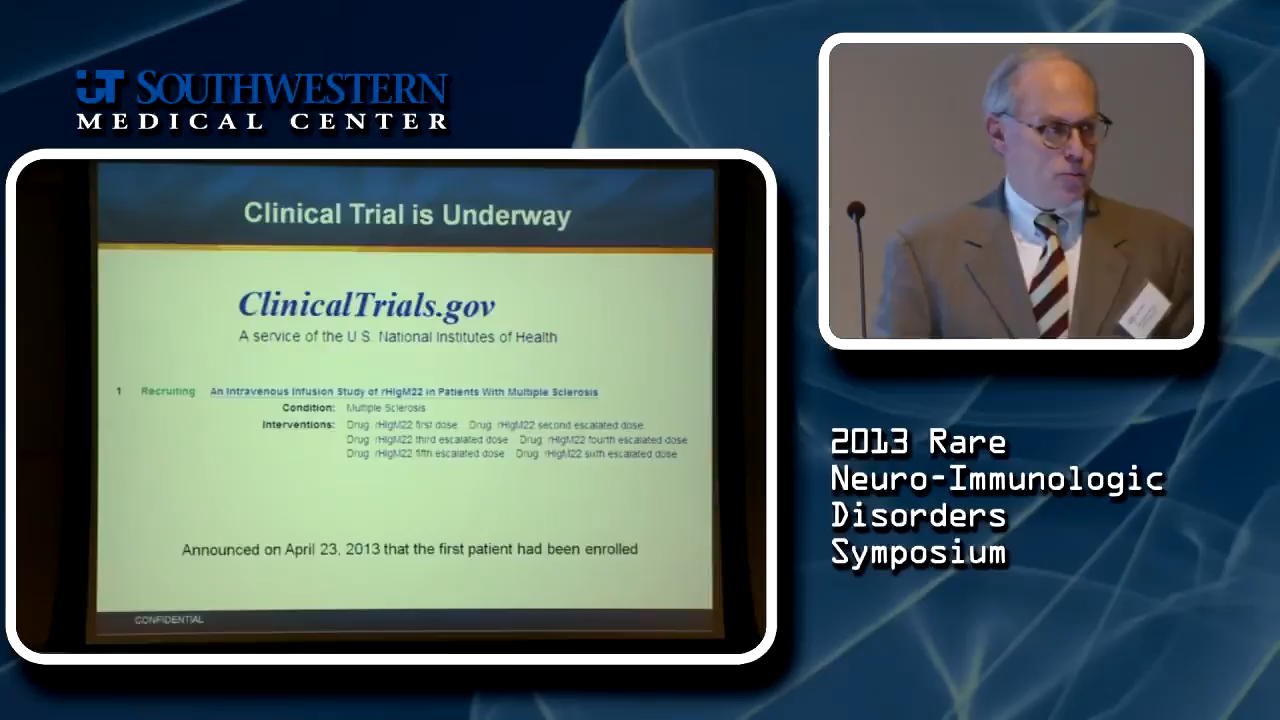 UT SOUTHWESTERN
MEDICAL CENTER
Clinical Trial is Underway
ClinicalTrials.gov
A service of the U.S. National Institutes of Health
1 Recruiting An Intravenous Infusion Study of rHIgM22 in Patients With Multiple Sclerosis
Condition: Multiple Sclerosis
Interventions: Drug: rHIgM22 first dose Drug: rHIgM22 second escalated dose
Drug: rHIgM22 third escalated dose Drug: rHIgM22 fourth escalated dose
Drug: rHIgM22 fifth escalated dose Drug: rHIgM22 sixth escalated dose
Announced on April 23, 2013 that the first patient had been enrolled
CONFIDENTIAL
2013 Rare
Neuro-Immunologic
Disorders
Symposium